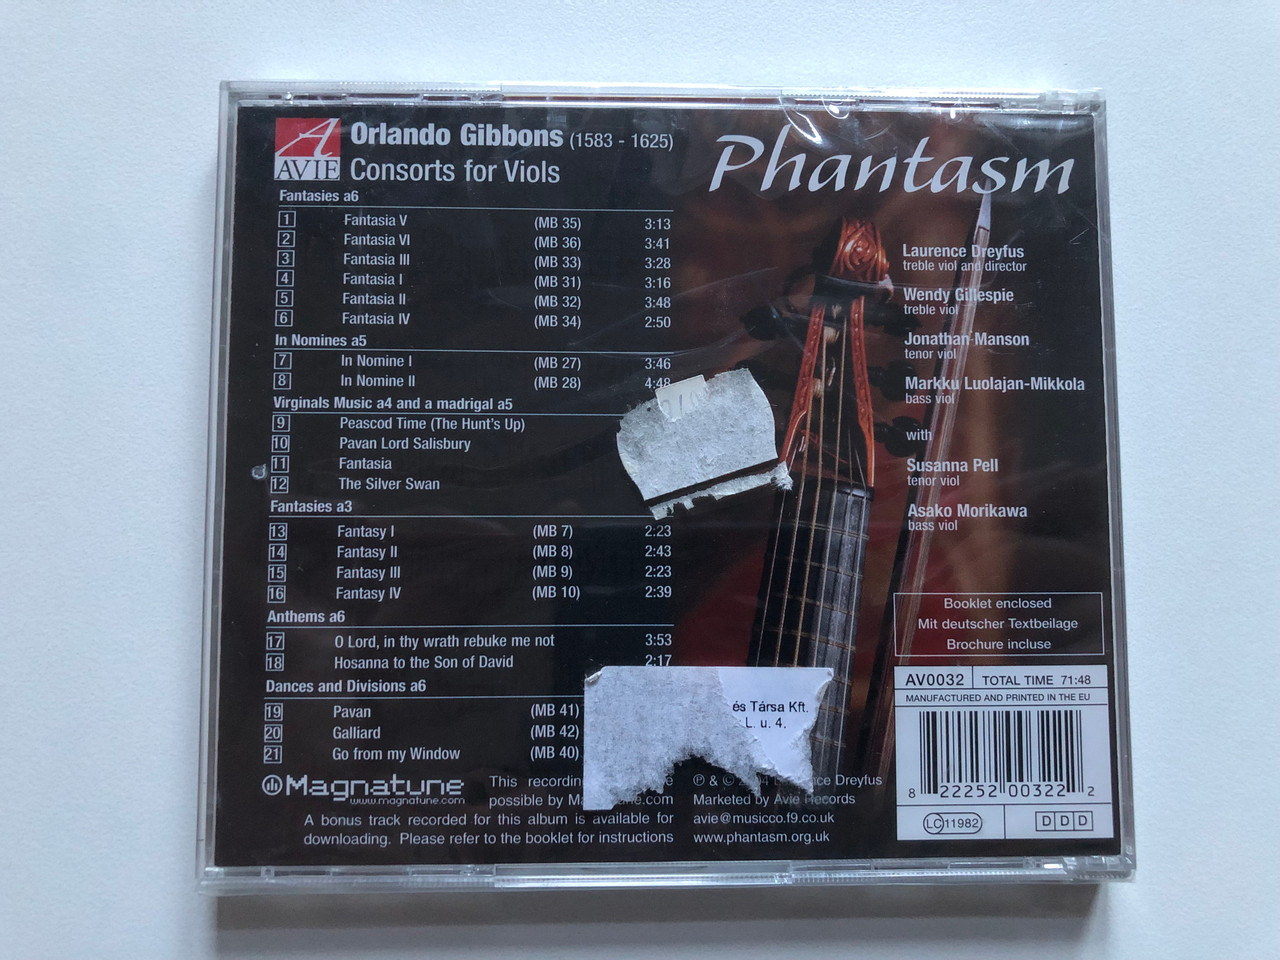 A
AVIE
Orlando Gibbons (1583 - 1625)
Consorts for Viols
Phantasm
Fantasies a6
1 Fantasia V (MB 35) 3:13
2 Fantasia VI (MB 36) 3:41
3 Fantasia III (MB 33) 3:28
4 Fantasia I (MB 31) 3:16
5 Fantasia II (MB 32) 3:48
6 Fantasia IV (MB 34) 2:50
In Nomines a5
7 In Nomine I (MB 27) 3:46
8 In Nomine II (MB 28) 4:48
Virginals Music a4 and a madrigal a5
9 Peascod Time (The Hunt's Up)
10 Pavan Lord Salisbury
11 Fantasia
12 The Silver Swan
Fantasies a3
13 Fantasy I (MB 7) 2:23
14 Fantasy II (MB 8) 2:43
15 Fantasy III (MB 9) 2:23
16 Fantasy IV (MB 10) 2:39
Anthems a6
17 O Lord, in thy wrath rebuke me not 3:53
18 Hosanna to the Son of David 2:17
Dances and Divisions a6
19 Pavan (MB 41)
20 Galliard (MB 42)
21 Go from my Window (MB 40)
Laurence Dreyfus
treble viol and director
Wendy Gillespie
treble viol
Jonathan Manson
tenor viol
Markku Luolajan-Mikkola
bass viol
with
Susanna Pell
tenor viol
Asako Morikawa
bass viol
és Társa Kft.
L. u. 4.
Magnatune
www.magnatune.com
This recording
possible by
A bonus track recorded for this album is available for
downloading. Please refer to the booklet for instructions
℗ & © Laurence Dreyfus
Marketed by Avie Records
avie@musicco.f9.co.uk
www.phantasm.org.uk
Booklet enclosed
Mit deutscher Textbeilage
Brochure incluse
AV0032 TOTAL TIME 71:48
MANUFACTURED AND PRINTED IN THE EU
8 22252 00322 2
LC 11982
DDD